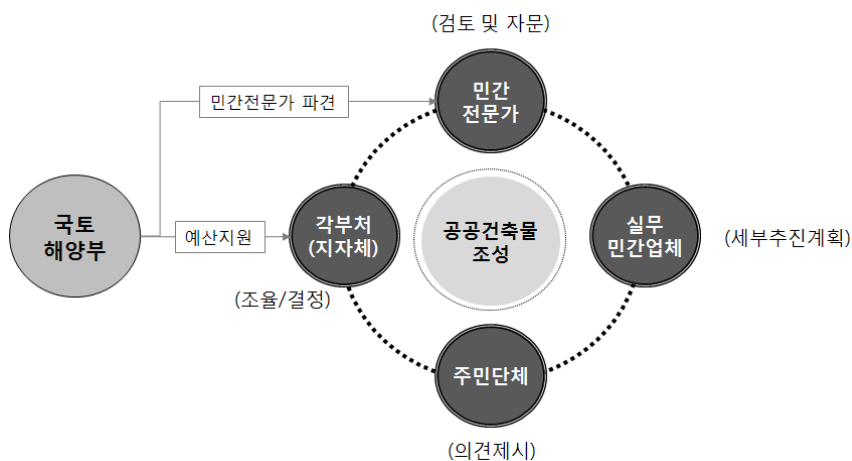 (검토 및 자문)
민간
전문가
민간전문가 파견
국토
해양부
예산지원
각부처
(지자체)
(조율/결정)
공공건축물
조성
실무
민간업체
(세부추진계획)
주민단체
(의견제시)